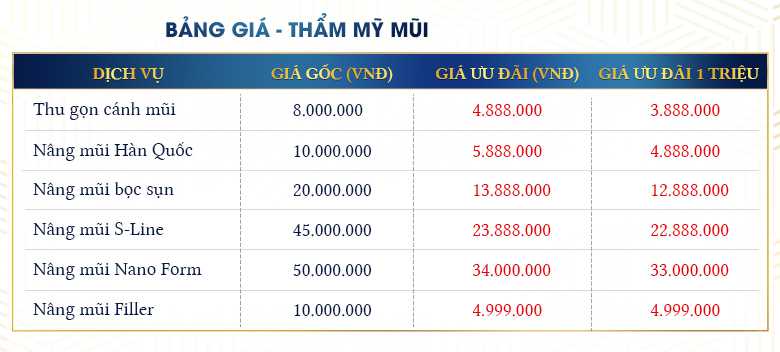 BẢNG GIÁ - THẨM MỸ MŨI
DỊCH VỤ GIÁ GỐC (VNĐ) GIÁ ƯU ĐÃI (VNĐ) GIÁ ƯU ĐÃI 1 TRIỆU
Thu gọn cánh mũi 8.000.000 4.888.000 3.888.000
Nâng mũi Hàn Quốc 10.000.000 5.888.000 4.888.000
Nâng mũi bọc sụn 20.000.000 13.888.000 12.888.000
Nâng mũi S-Line 45.000.000 23.888.000 22.888.000
Nâng mũi Nano Form 50.000.000 34.000.000 33.000.000
Nâng mũi Filler 10.000.000 4.999.000 4.999.000